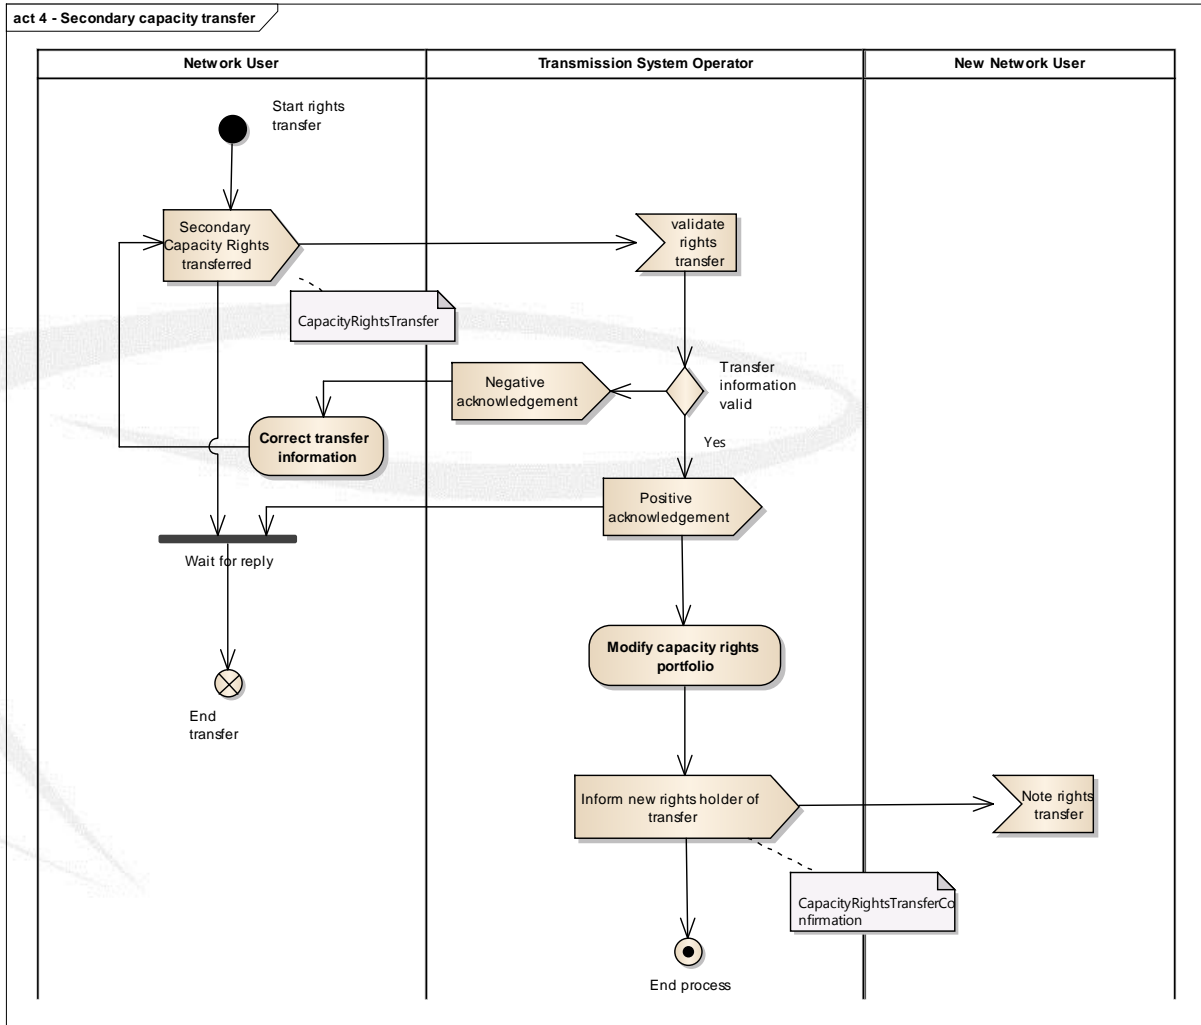 act 4 - Secondary capacity transfer
Network User
Transmission System Operator
New Network User
Start rights
transfer
Secondary
Capacity Rights
transferred
validate
rights
transfer
CapacityRightsTransfer
Transfer
information
valid
Negative
acknowledgement
Correct transfer
information
Yes
Positive
acknowledgement
Wait for reply
Modify capacity rights
portfolio
End
transfer
Inform new rights holder of
transfer
Note rights
transfer
CapacityRightsTransferCo
nfirmation
End process